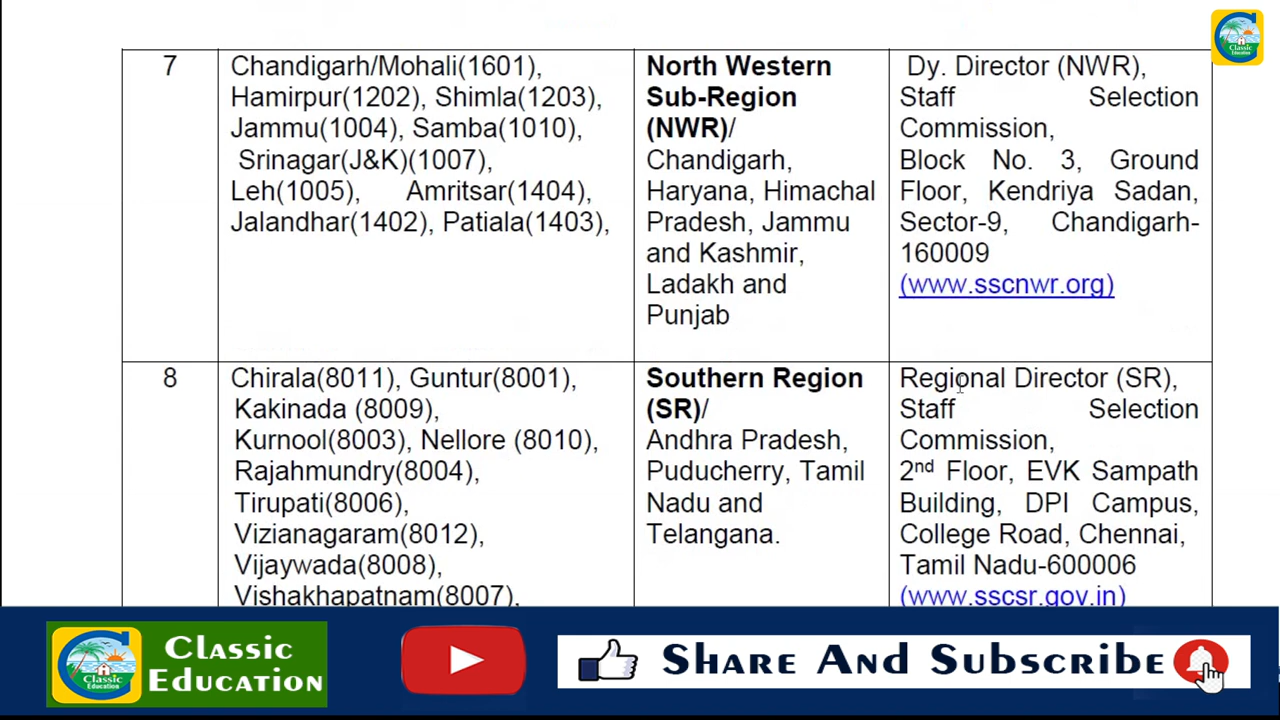 Classic
Education
7
Chandigarh/Mohali(1601),
Hamirpur(1202), Shimla(1203),
Jammu(1004), Samba(1010),
Srinagar(J&K)(1007),
Leh(1005), Amritsar(1404),
Jalandhar(1402), Patiala(1403),
North Western
Sub-Region
(NWR)/
Chandigarh,
Haryana, Himachal
Pradesh, Jammu
and Kashmir,
Ladakh and
Punjab
Dy. Director (NWR),
Staff Selection
Commission,
Block No. 3, Ground
Floor, Kendriya Sadan,
Sector-9, Chandigarh-
160009
(www.sscnwr.org)
8
Chirala(8011), Guntur(8001),
Kakinada (8009),
Kurnool(8003), Nellore (8010),
Rajahmundry(8004),
Tirupati(8006),
Vizianagaram(8012),
Vijaywada(8008),
Vishakhapatnam(8007),
Southern Region
(SR)/
Andhra Pradesh,
Puducherry, Tamil
Nadu and
Telangana.
Regional Director (SR),
Staff Selection
Commission,
2nd Floor, EVK Sampath
Building, DPI Campus,
College Road, Chennai,
Tamil Nadu-600006
(www.sscsr.gov.in)
Classic
Education
Classic
Education
Share And Subscribe